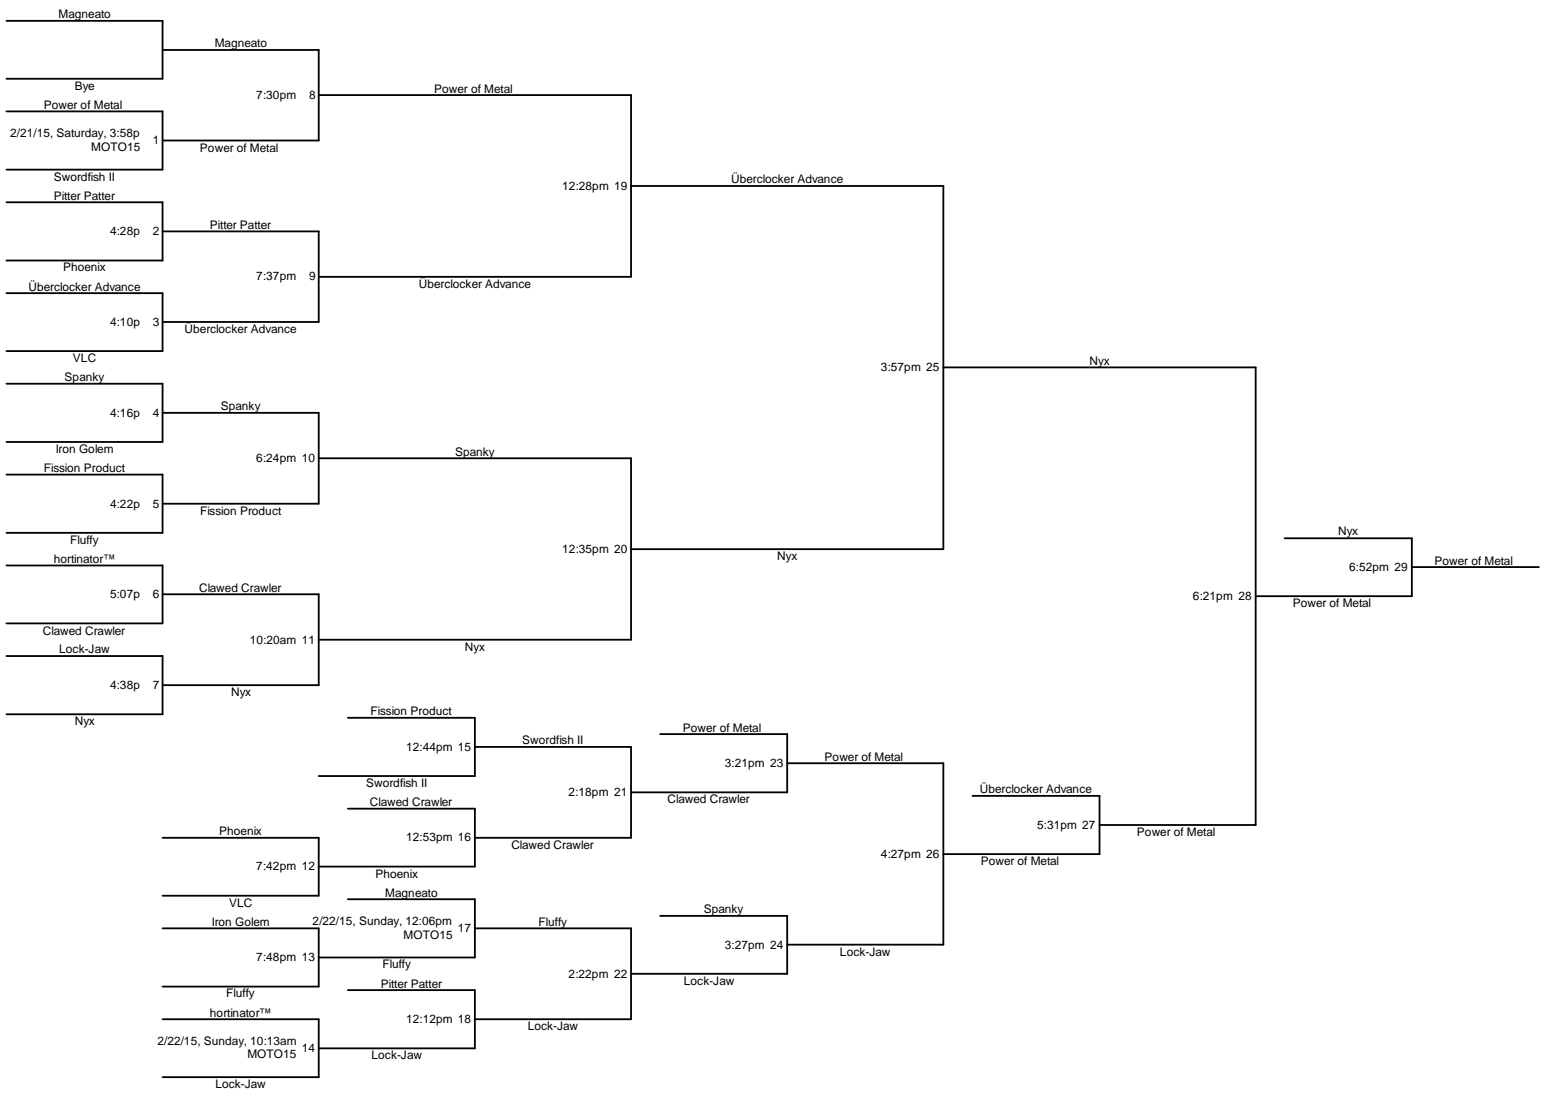 Magneato
Magneato
Bye
7:30pm 8
Power of Metal
Power of Metal
2/21/15, Saturday, 3:58p
MOTO15 1
Power of Metal
Swordfish II
12:28pm 19
Überclocker Advance
Pitter Patter
4:28p 2
Pitter Patter
Phoenix
7:37pm 9
Überclocker Advance
Überclocker Advance
4:10p 3
Überclocker Advance
VLC
3:57pm 25
Nyx
Spanky
4:16p 4
Spanky
Iron Golem
6:24pm 10
Spanky
Fission Product
4:22p 5
Fission Product
Fluffy
12:35pm 20
Nyx
hortinator™
5:07p 6
Clawed Crawler
Clawed Crawler
10:20am 11
Nyx
Lock-Jaw
4:38p 7
Nyx
Nyx
6:21pm 28
Nyx
6:52pm 29
Power of Metal
Power of Metal
Fission Product
12:44pm 15
Swordfish II
Swordfish II
2:18pm 21
Clawed Crawler
Power of Metal
3:21pm 23
Power of Metal
Clawed Crawler
12:53pm 16
Clawed Crawler
Phoenix
7:42pm 12
Phoenix
VLC
Überclocker Advance
5:31pm 27
Power of Metal
4:27pm 26
Power of Metal
Magneato
2/22/15, Sunday, 12:06pm
MOTO15 17
Fluffy
Iron Golem
7:48pm 13
Fluffy
Fluffy
2:22pm 22
Lock-Jaw
Spanky
3:27pm 24
Lock-Jaw
Pitter Patter
12:12pm 18
Lock-Jaw
hortinator™
2/22/15, Sunday, 10:13am
MOTO15 14
Lock-Jaw
Lock-Jaw